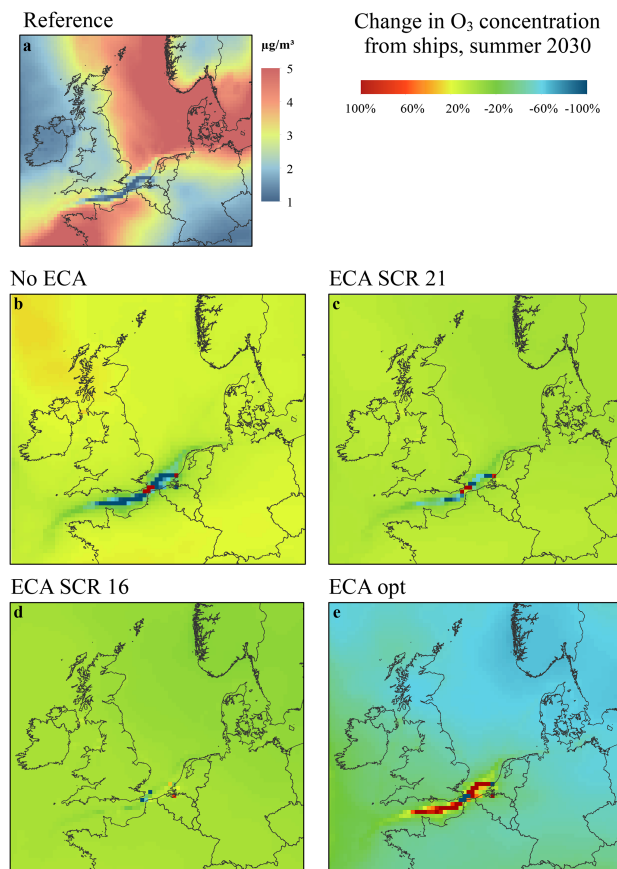 Reference
Change in O₃ concentration
from ships, summer 2030
a
µg/m³
5
4
3
2
1
100% 60% 20% -20% -60% -100%
No ECA
b
ECA SCR 21
c
ECA SCR 16
d
ECA opt
e